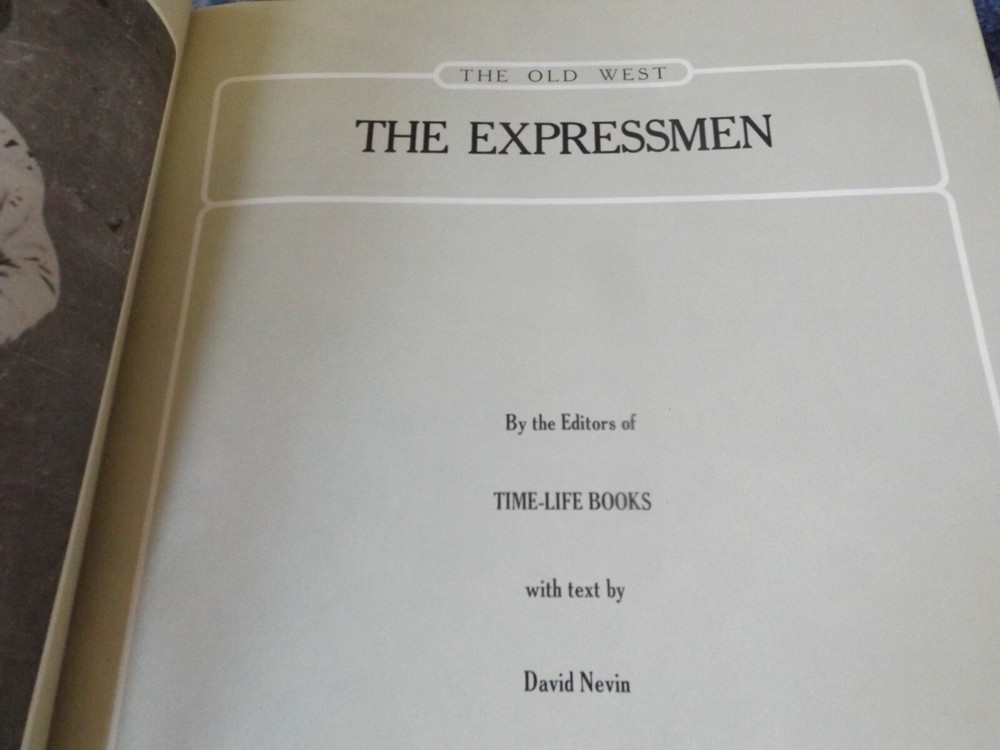 THE OLD WEST
THE EXPRESSMEN
By the Editors of
TIME-LIFE BOOKS
with text by
David Nevin